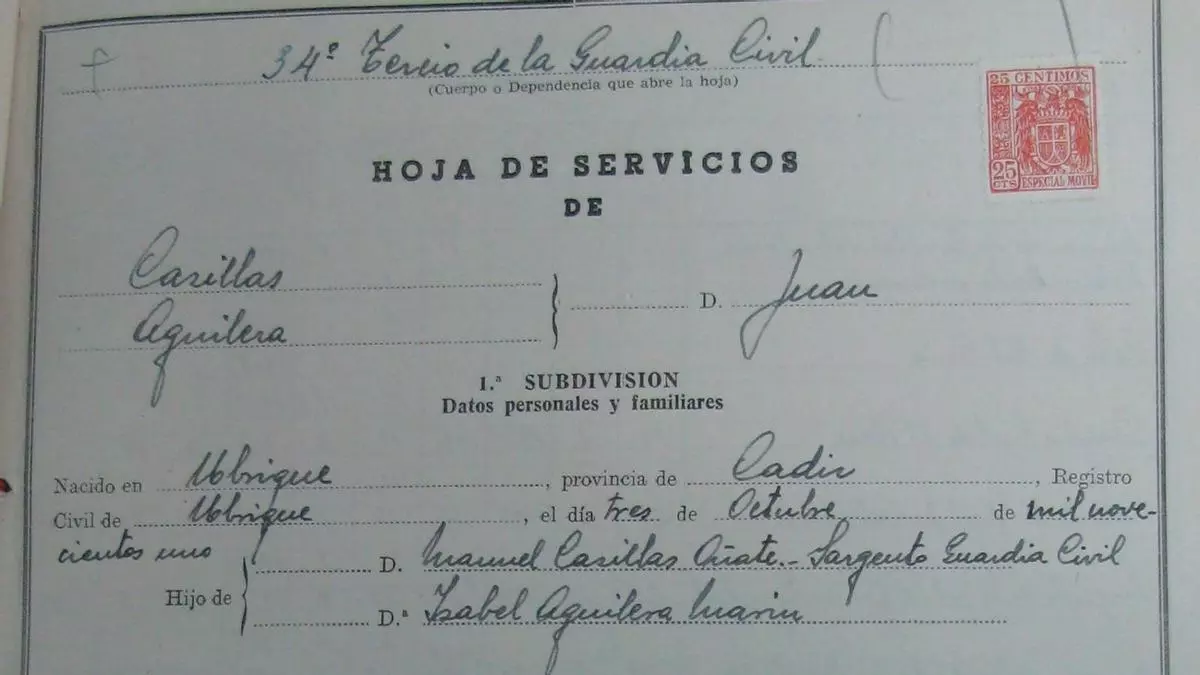 34º Tercio de la Guardia Civil
(Cuerpo o Dependencia que abre la hoja)
25 CENTIMOS
25 CTS ESPECIAL MOVIL
HOJA DE SERVICIOS
DE
Casillas
Aguilera
D. Juan
1.ª SUBDIVISION
Datos personales y familiares
Nacido en Ubrique, provincia de Cadiz, Registro
Civil de Ubrique, el día tres de Octubre de mil nove-
cientos uno
D. Manuel Casillas Oñate.- Sargento Guardia Civil
Hijo de
D.ª Isabel Aguilera Marin